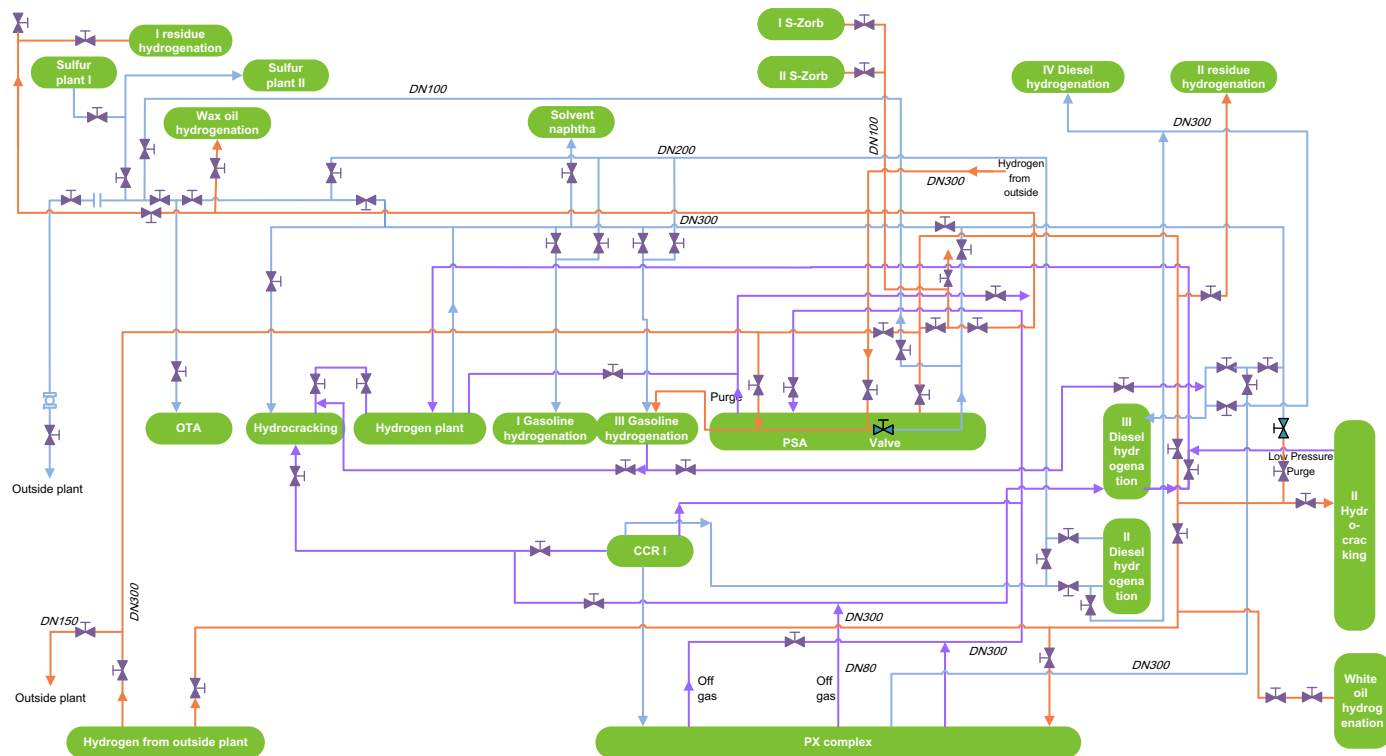 I S-Zorb
I residue
hydrogenation
Sulfur
plant I
Sulfur
plant II
II S-Zorb
IV Diesel
hydrogenation
II residue
hydrogenation
DN100
Wax oil
hydrogenation
Solvent
naphtha
DN300
DN100
DN200
Hydrogen
from
outside
DN300
DN300
Purge
OTA
Hydrocracking
Hydrogen plant
I Gasoline
hydrogenation
III Gasoline
hydrogenation
PSA
Valve
III
Diesel
hydr
ogena
tion
Low Pressure
Purge
Outside plant
II
Hydr
o-
crac
king
CCR I
II
Diesel
hydr
ogena
tion
DN300
DN150
DN300
DN300
DN80
DN300
Off
gas
Off
gas
Outside plant
White
oil
hydrog
enation
Hydrogen from outside plant
PX complex